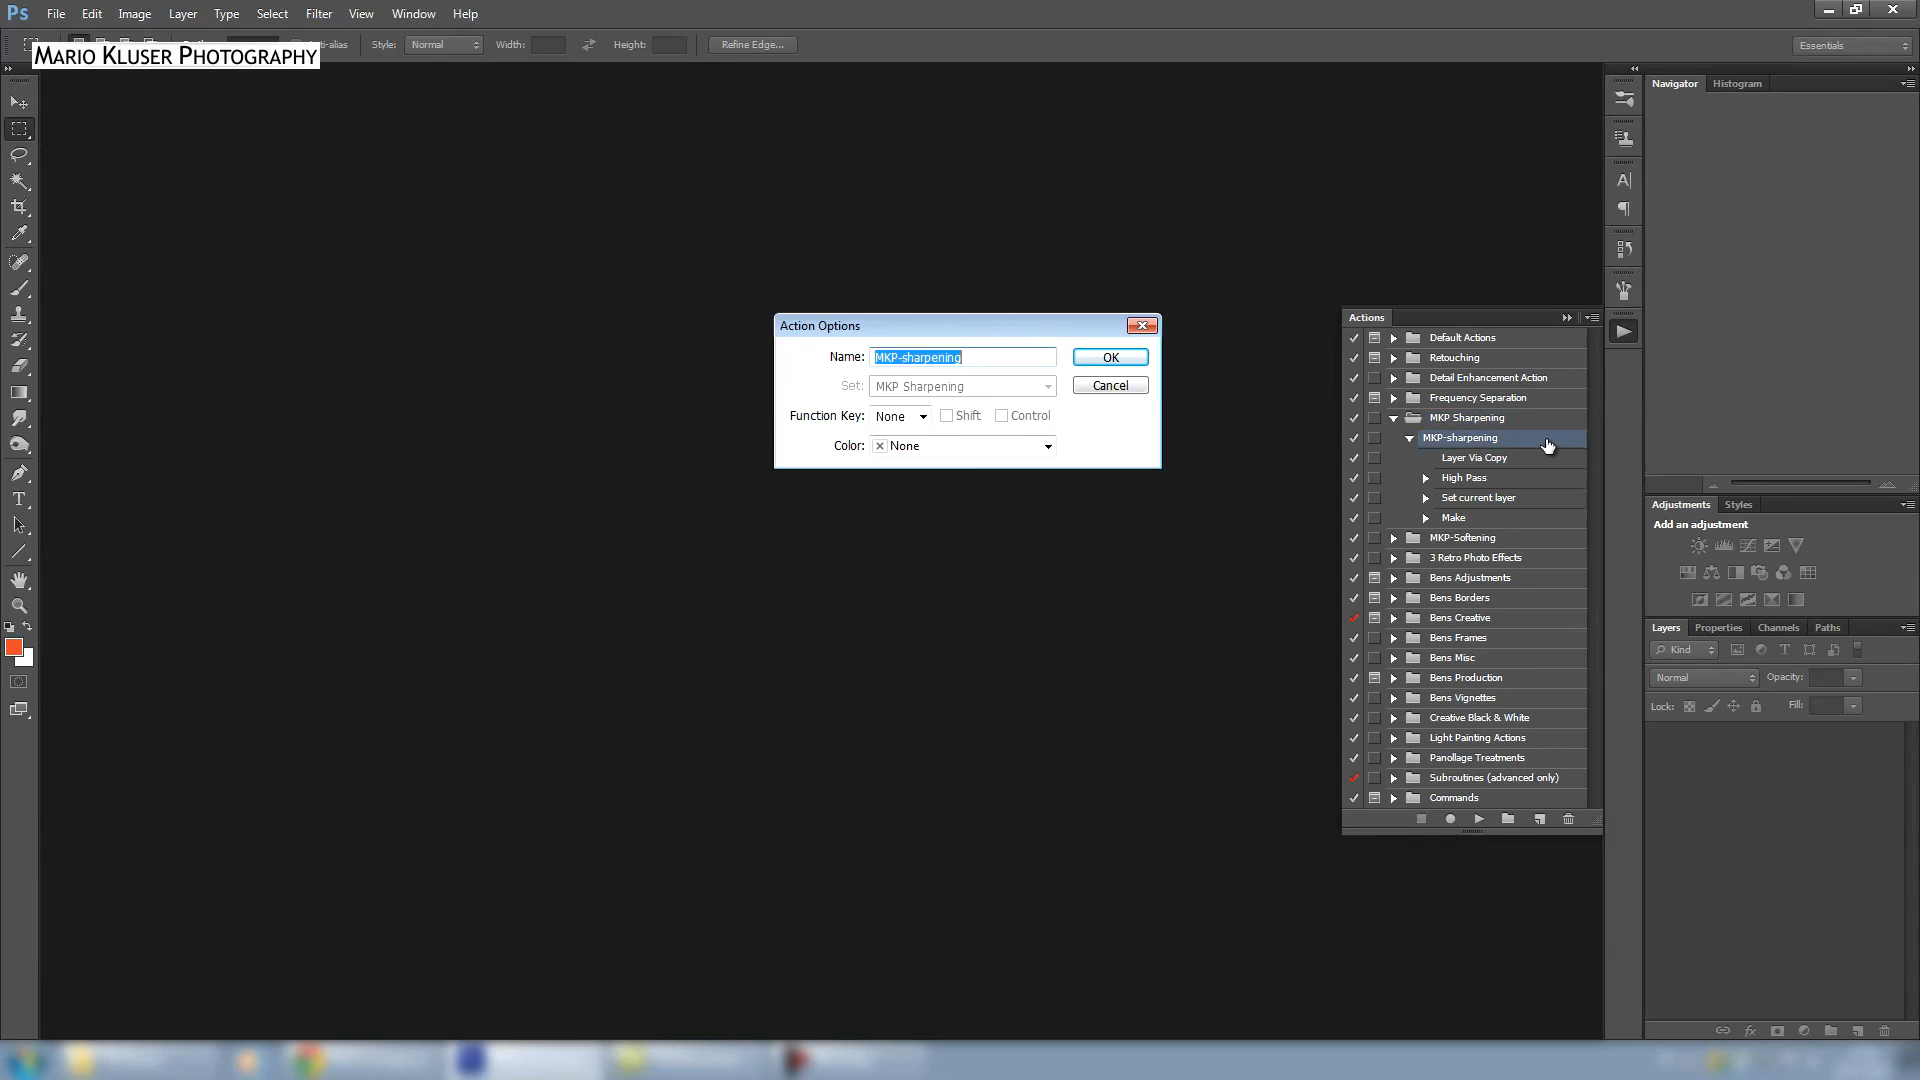 Ps File Edit Image Layer Type Select Filter View Window Help
Style: Normal Width: Height: Refine Edge... Essentials
MARIO KLUSER PHOTOGRAPHY
Navigator Histogram
Action Options
Name: MKP-sharpening OK
Set: MKP Sharpening Cancel
Function Key: None Shift Control
Color: None
Actions
Default Actions
Retouching
Detail Enhancement Action
Frequency Separation
MKP Sharpening
MKP-sharpening
Layer Via Copy
High Pass
Set current layer
Make
MKP-Softening
3 Retro Photo Effects
Bens Adjustments
Bens Borders
Bens Creative
Bens Frames
Bens Misc
Bens Production
Bens Vignettes
Creative Black & White
Light Painting Actions
Panollage Treatments
Subroutines (advanced only)
Commands
Adjustments Styles
Add an adjustment
Layers Properties Channels Paths
Kind
Normal Opacity:
Lock: Fill: